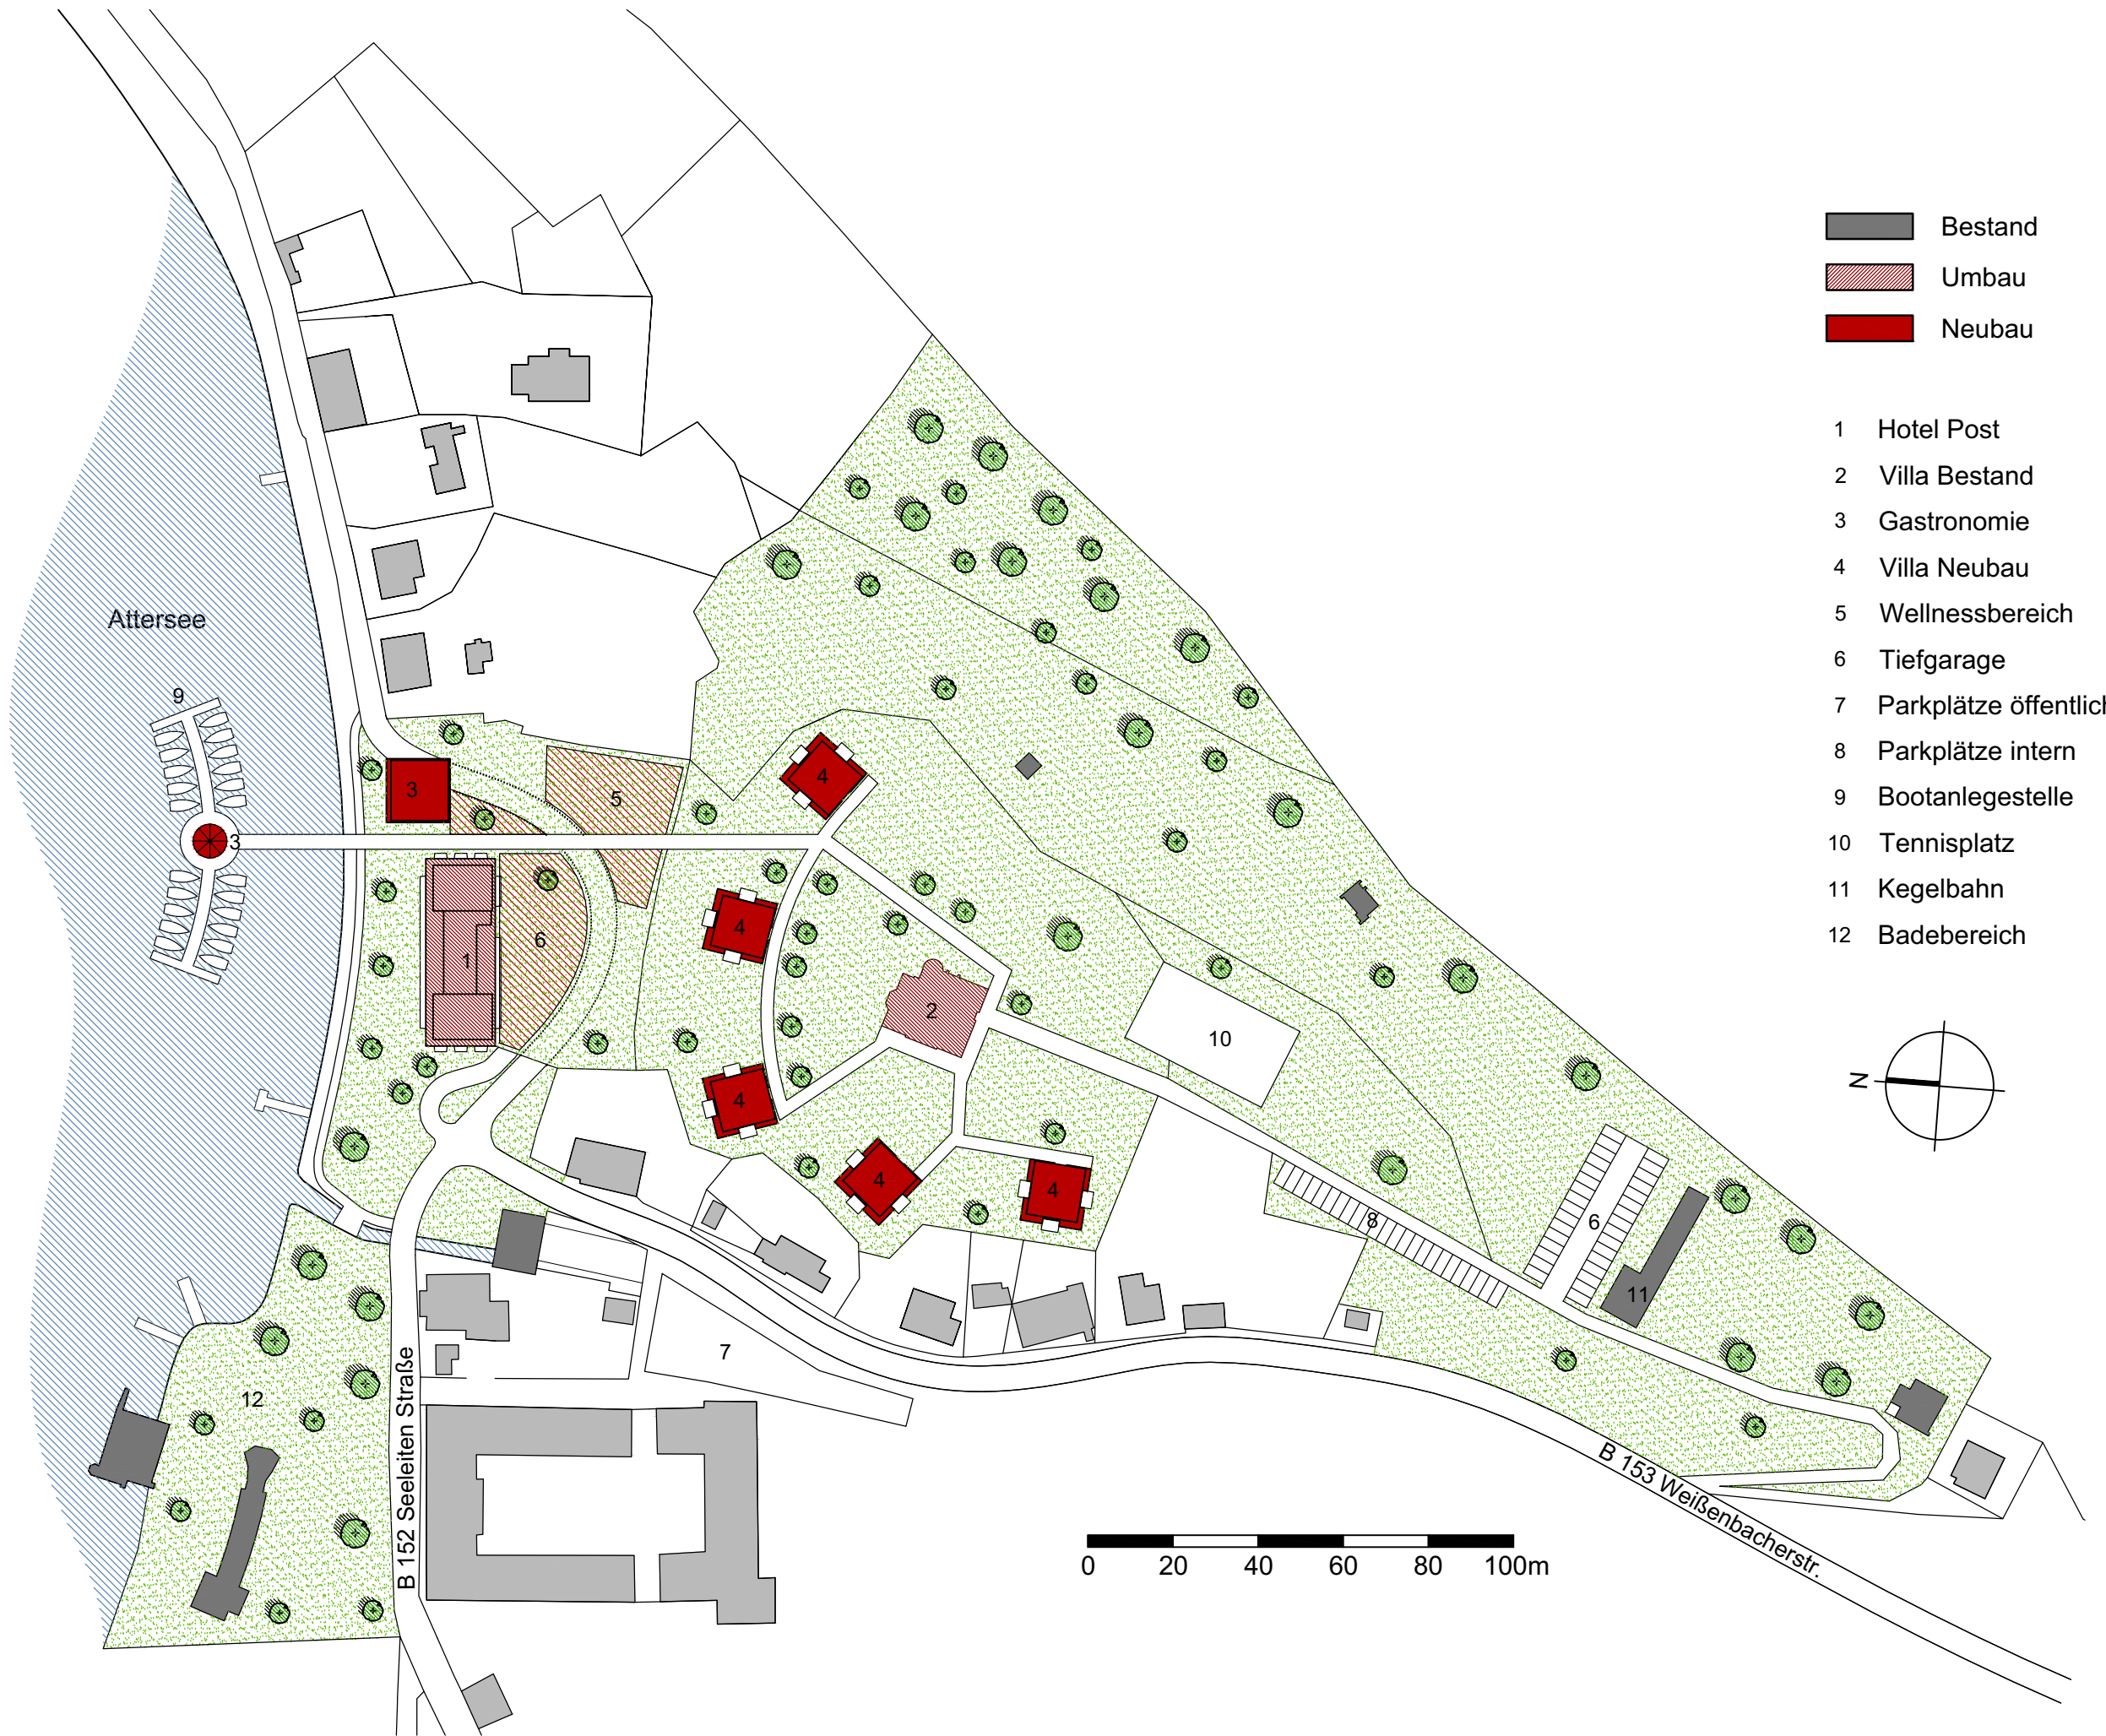 Bestand
Umbau
Neubau
1 Hotel Post
2 Villa Bestand
3 Gastronomie
4 Villa Neubau
5 Wellnessbereich
6 Tiefgarage
7 Parkplätze öffentlich
8 Parkplätze intern
9 Bootanlegestelle
10 Tennisplatz
11 Kegelbahn
12 Badebereich
N
Attersee
9
3
3
5
4
4
6
1
2
10
4
4
4
8
6
11
7
12
B 152 Seeleiten Straße
B 153 Weißenbacherstr.
0 20 40 60 80 100m